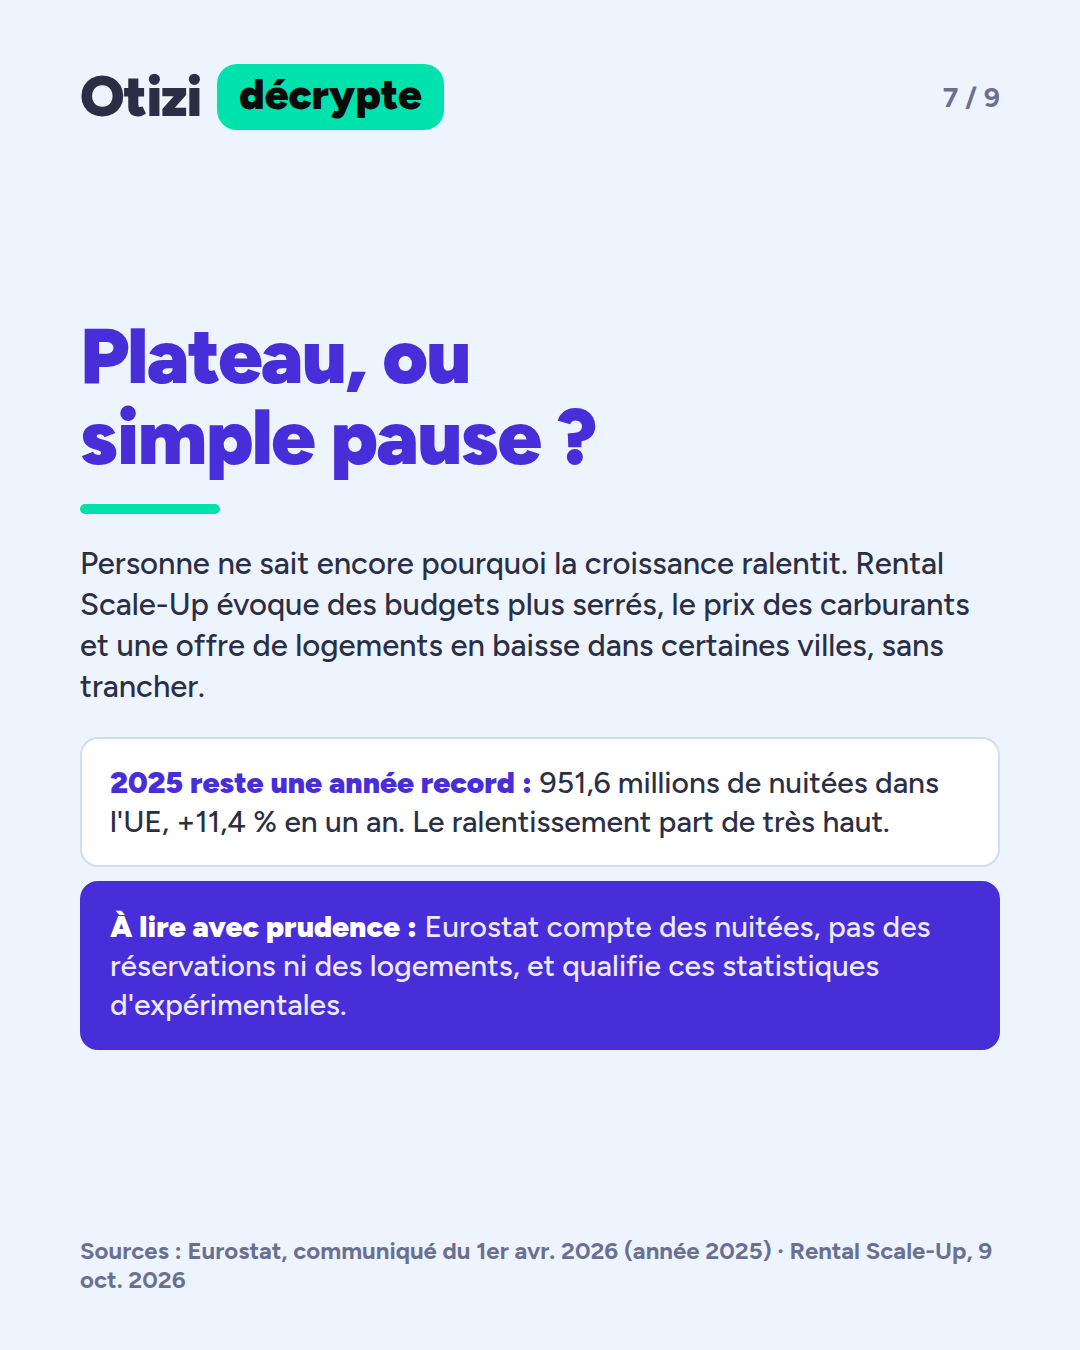 Otizi décrypte
7 / 9
Plateau, ou
simple pause ?
Personne ne sait encore pourquoi la croissance ralentit. Rental
Scale-Up évoque des budgets plus serrés, le prix des carburants
et une offre de logements en baisse dans certaines villes, sans
trancher.
2025 reste une année record : 951,6 millions de nuitées dans
l'UE, +11,4 % en un an. Le ralentissement part de très haut.
À lire avec prudence : Eurostat compte des nuitées, pas des
réservations ni des logements, et qualifie ces statistiques
d'expérimentales.
Sources : Eurostat, communiqué du 1er avr. 2026 (année 2025) · Rental Scale-Up, 9
oct. 2026